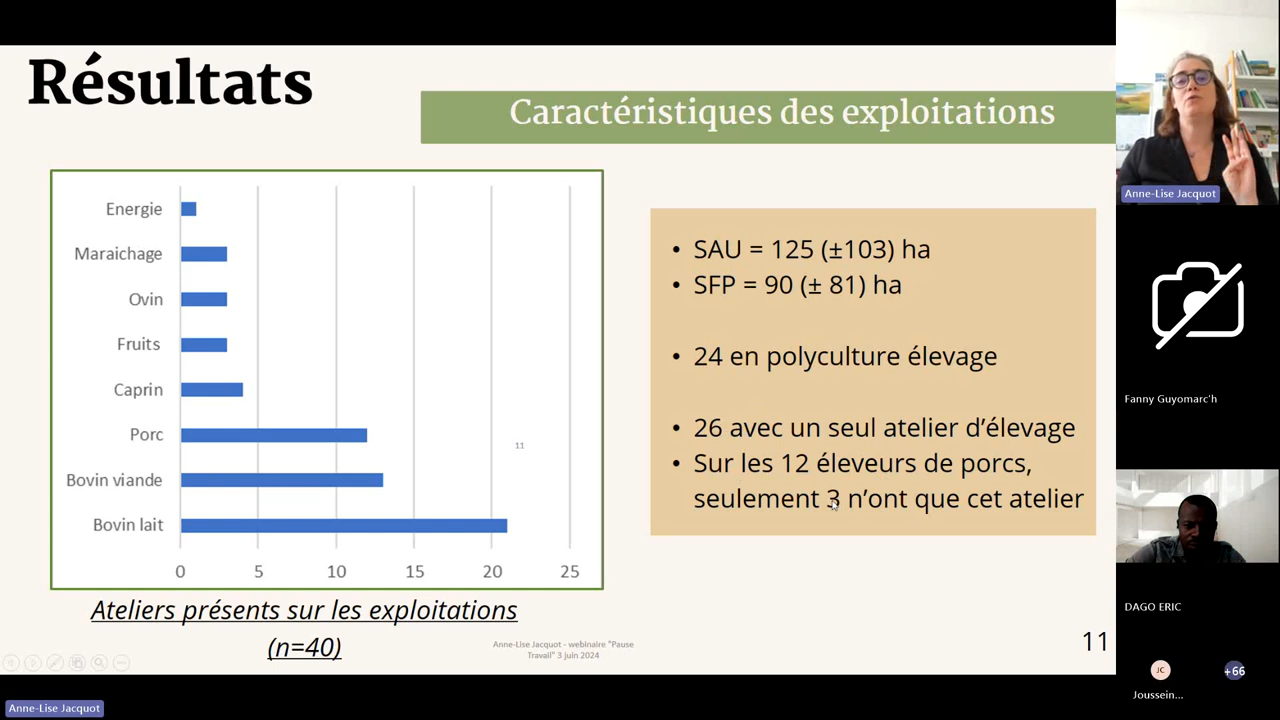 Résultats
Caractéristiques des exploitations
Energie
Maraichage
Ovin
Fruits
Caprin
Porc
Bovin viande
Bovin lait
0 5 10 15 20 25
11
Ateliers présents sur les exploitations
(n=40)
• SAU = 125 (±103) ha
• SFP = 90 (± 81) ha
• 24 en polyculture élevage
• 26 avec un seul atelier d’élevage
• Sur les 12 éleveurs de porcs,
seulement 3 n’ont que cet atelier
Anne-Lise Jacquot - webinaire "Pause
Travail" 3 juin 2024
11
Anne-Lise Jacquot
Anne-Lise Jacquot
Fanny Guyomarc'h
DAGO ERIC
JC
+66
Joussein...